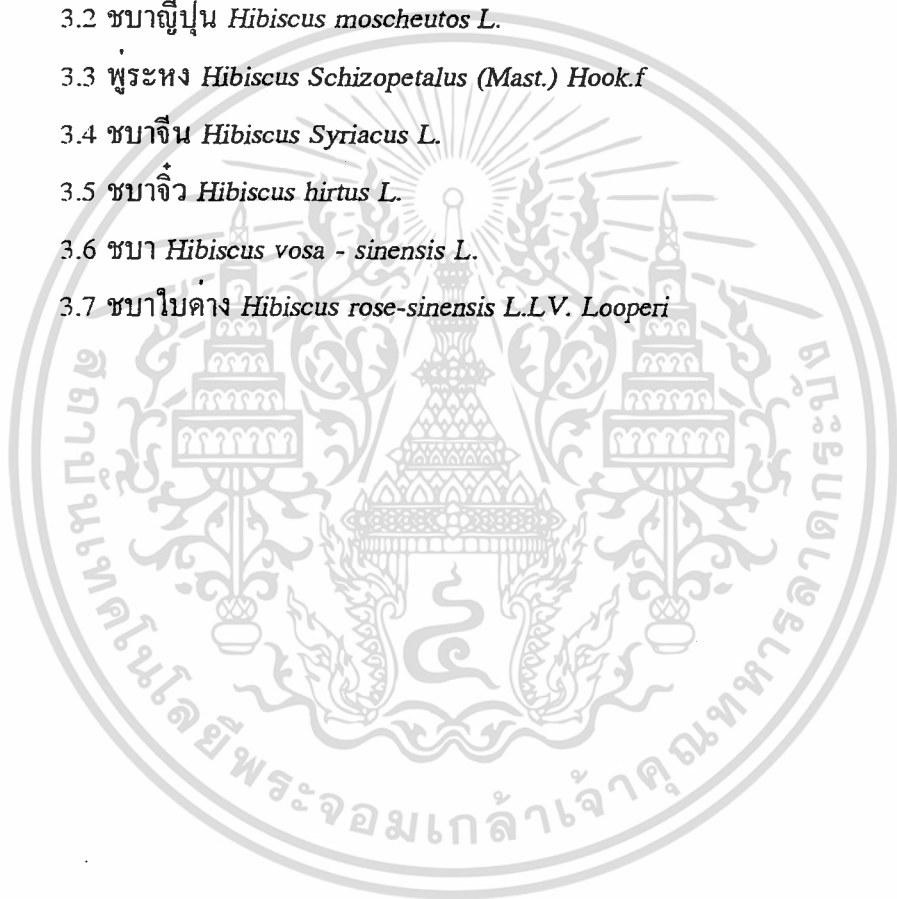 3.2 ชบาญี่ปุ่น Hibiscus moscheutos L.
3.3 พู่ระหง Hibiscus Schizopetalus (Mast.) Hook.f
3.4 ชบาจีน Hibiscus Syriacus L.
3.5 ชบาจิ๋ว Hibiscus hirtus L.
3.6 ชบา Hibiscus vosa - sinensis L.
3.7 ชบาใบด่าง Hibiscus rose-sinensis L.L.V. Looperi
สถาบันเทคโนโลยีพระจอมเกล้าเจ้าคุณทหารลาดกระบัง